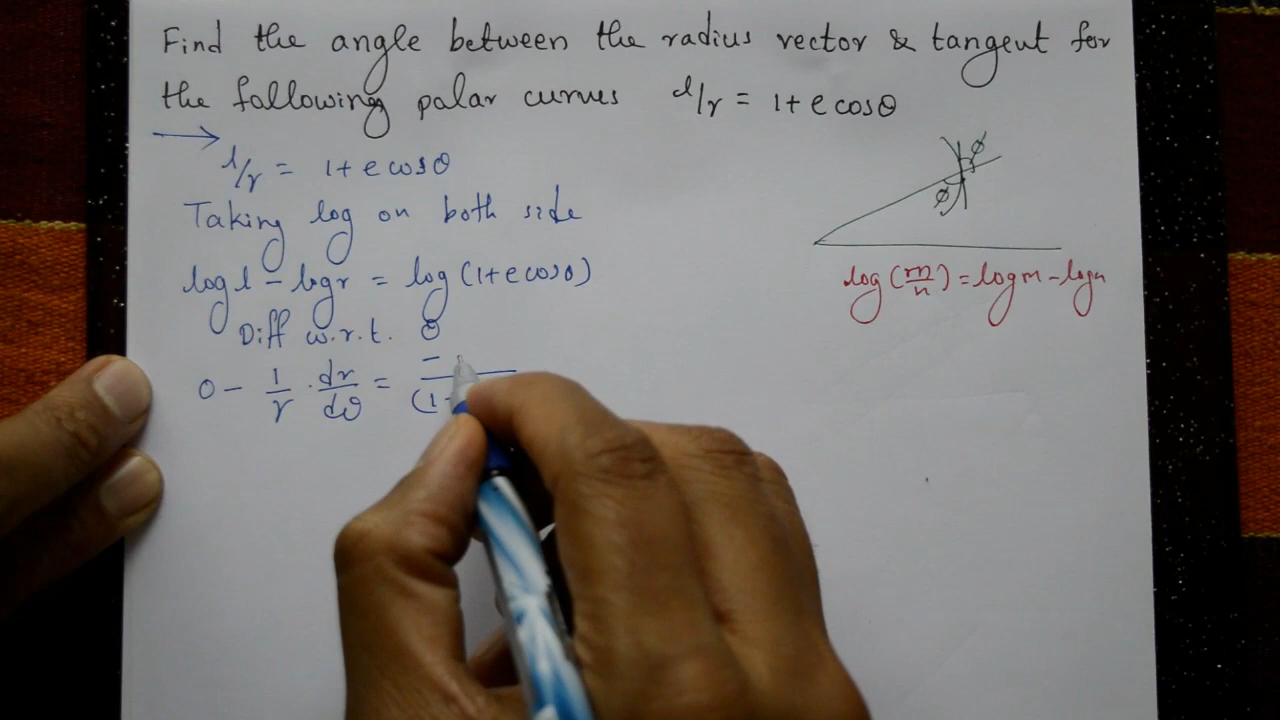 Find the angle between the radius vector & tangent for
the following polar curves l/r = 1 + e cosθ
l/r = 1 + e cosθ
Taking log on both side
log l - log r = log (1 + e cosθ)
Diff w.r.t. θ
0 - 1/r . dr/dθ = - / (1
φ
φ
log (m/n) = log m - log n